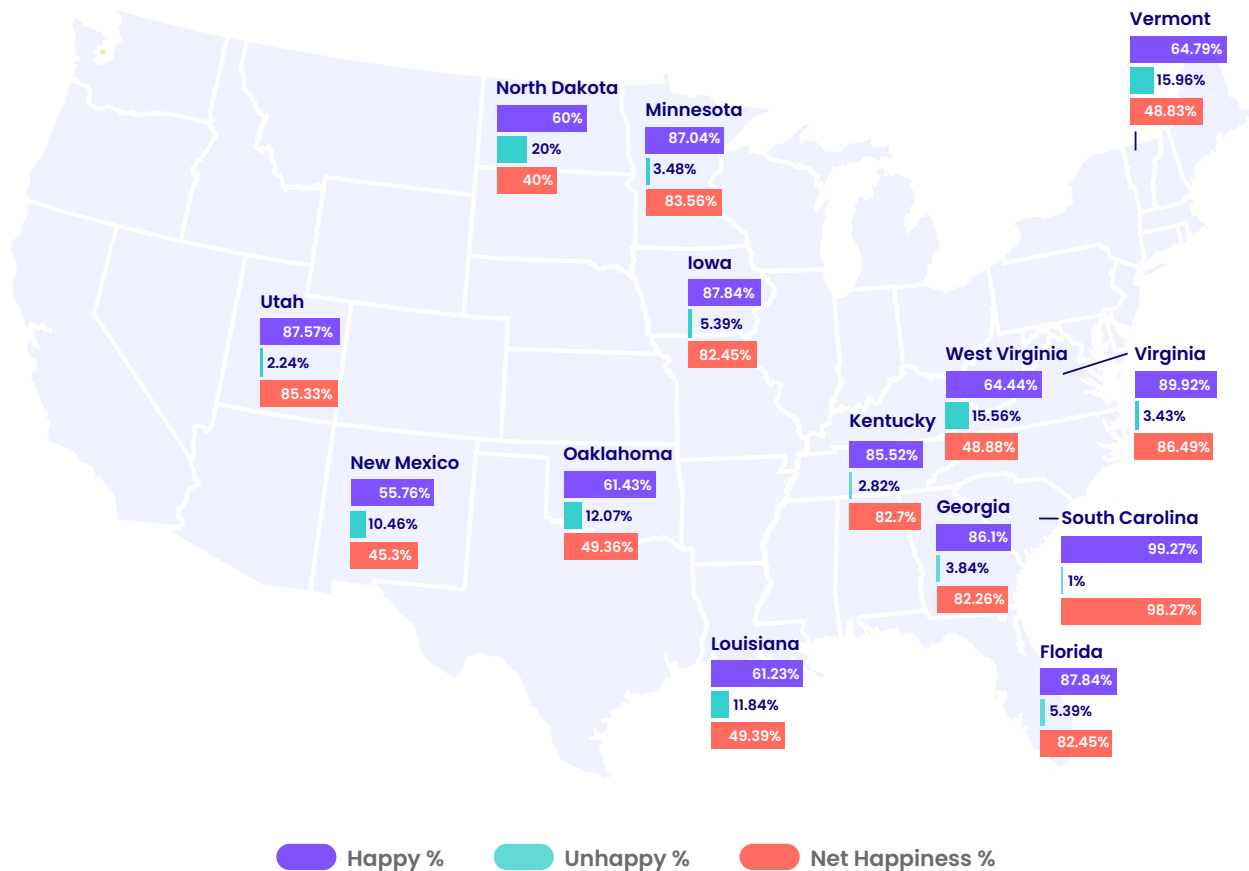 Vermont
64.79%
15.96%
48.83%
North Dakota
60%
20%
40%
Minnesota
87.04%
3.48%
83.56%
Iowa
87.84%
5.39%
82.45%
Utah
87.57%
2.24%
85.33%
West Virginia
64.44%
15.56%
48.88%
Virginia
89.92%
3.43%
86.49%
Kentucky
85.52%
2.82%
82.7%
New Mexico
55.76%
10.46%
45.3%
Oaklahoma
61.43%
12.07%
49.36%
Georgia
86.1%
3.84%
82.26%
South Carolina
99.27%
1%
98.27%
Louisiana
61.23%
11.84%
49.39%
Florida
87.84%
5.39%
82.45%
Happy %
Unhappy %
Net Happiness %